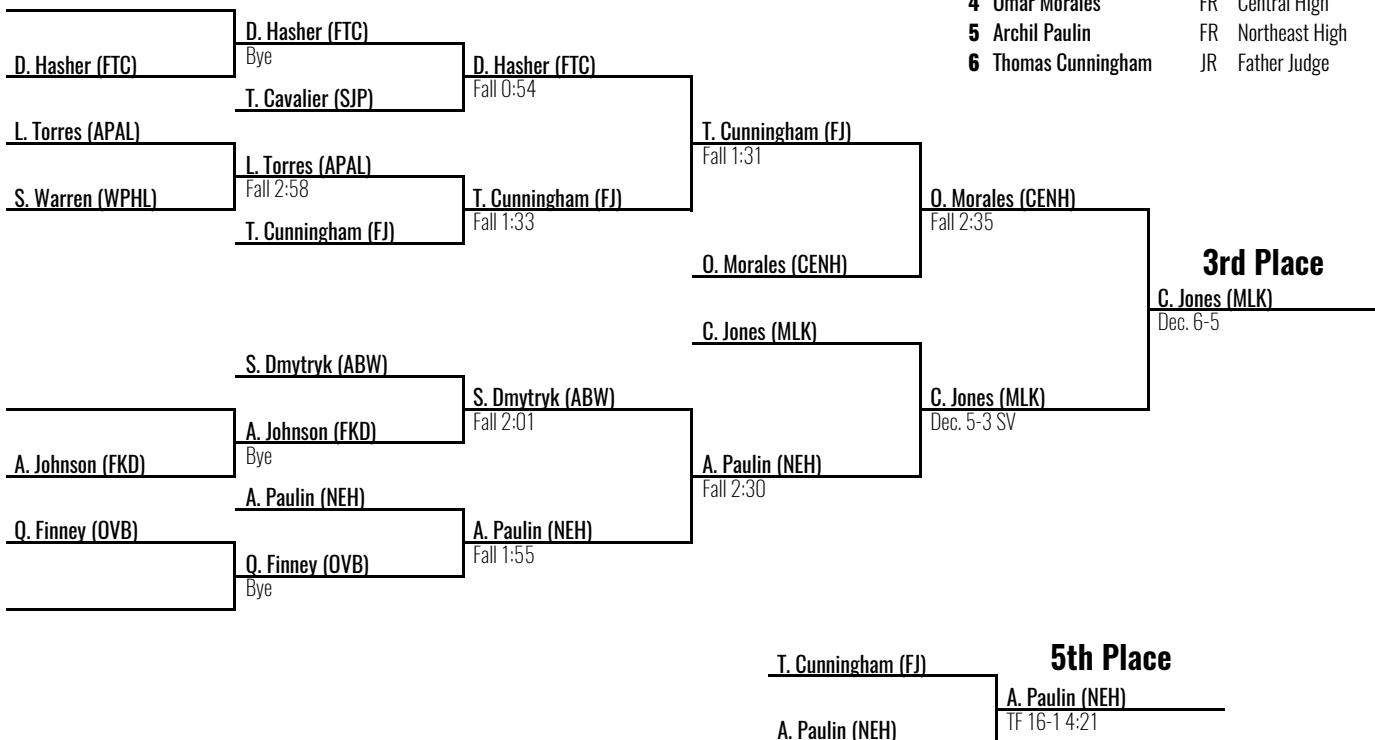 4 Omar Morales FR Central High
5 Archil Paulin FR Northeast High
6 Thomas Cunningham JR Father Judge
D. Hasher (FTC)
D. Hasher (FTC)
Bye
T. Cavalier (SJP)
D. Hasher (FTC)
Fall 0:54
L. Torres (APAL)
S. Warren (WPHL)
L. Torres (APAL)
Fall 2:58
T. Cunningham (FJ)
T. Cunningham (FJ)
Fall 1:33
T. Cunningham (FJ)
Fall 1:31
O. Morales (CENH)
O. Morales (CENH)
Fall 2:35
3rd Place
C. Jones (MLK)
Dec. 6-5
C. Jones (MLK)
C. Jones (MLK)
Dec. 5-3 SV
S. Dmytryk (ABW)
A. Johnson (FKD)
A. Johnson (FKD)
Bye
S. Dmytryk (ABW)
Fall 2:01
A. Paulin (NEH)
Fall 2:30
A. Paulin (NEH)
Q. Finney (OVB)
Q. Finney (OVB)
Bye
A. Paulin (NEH)
Fall 1:55
5th Place
T. Cunningham (FJ)
A. Paulin (NEH)
A. Paulin (NEH)
TF 16-1 4:21